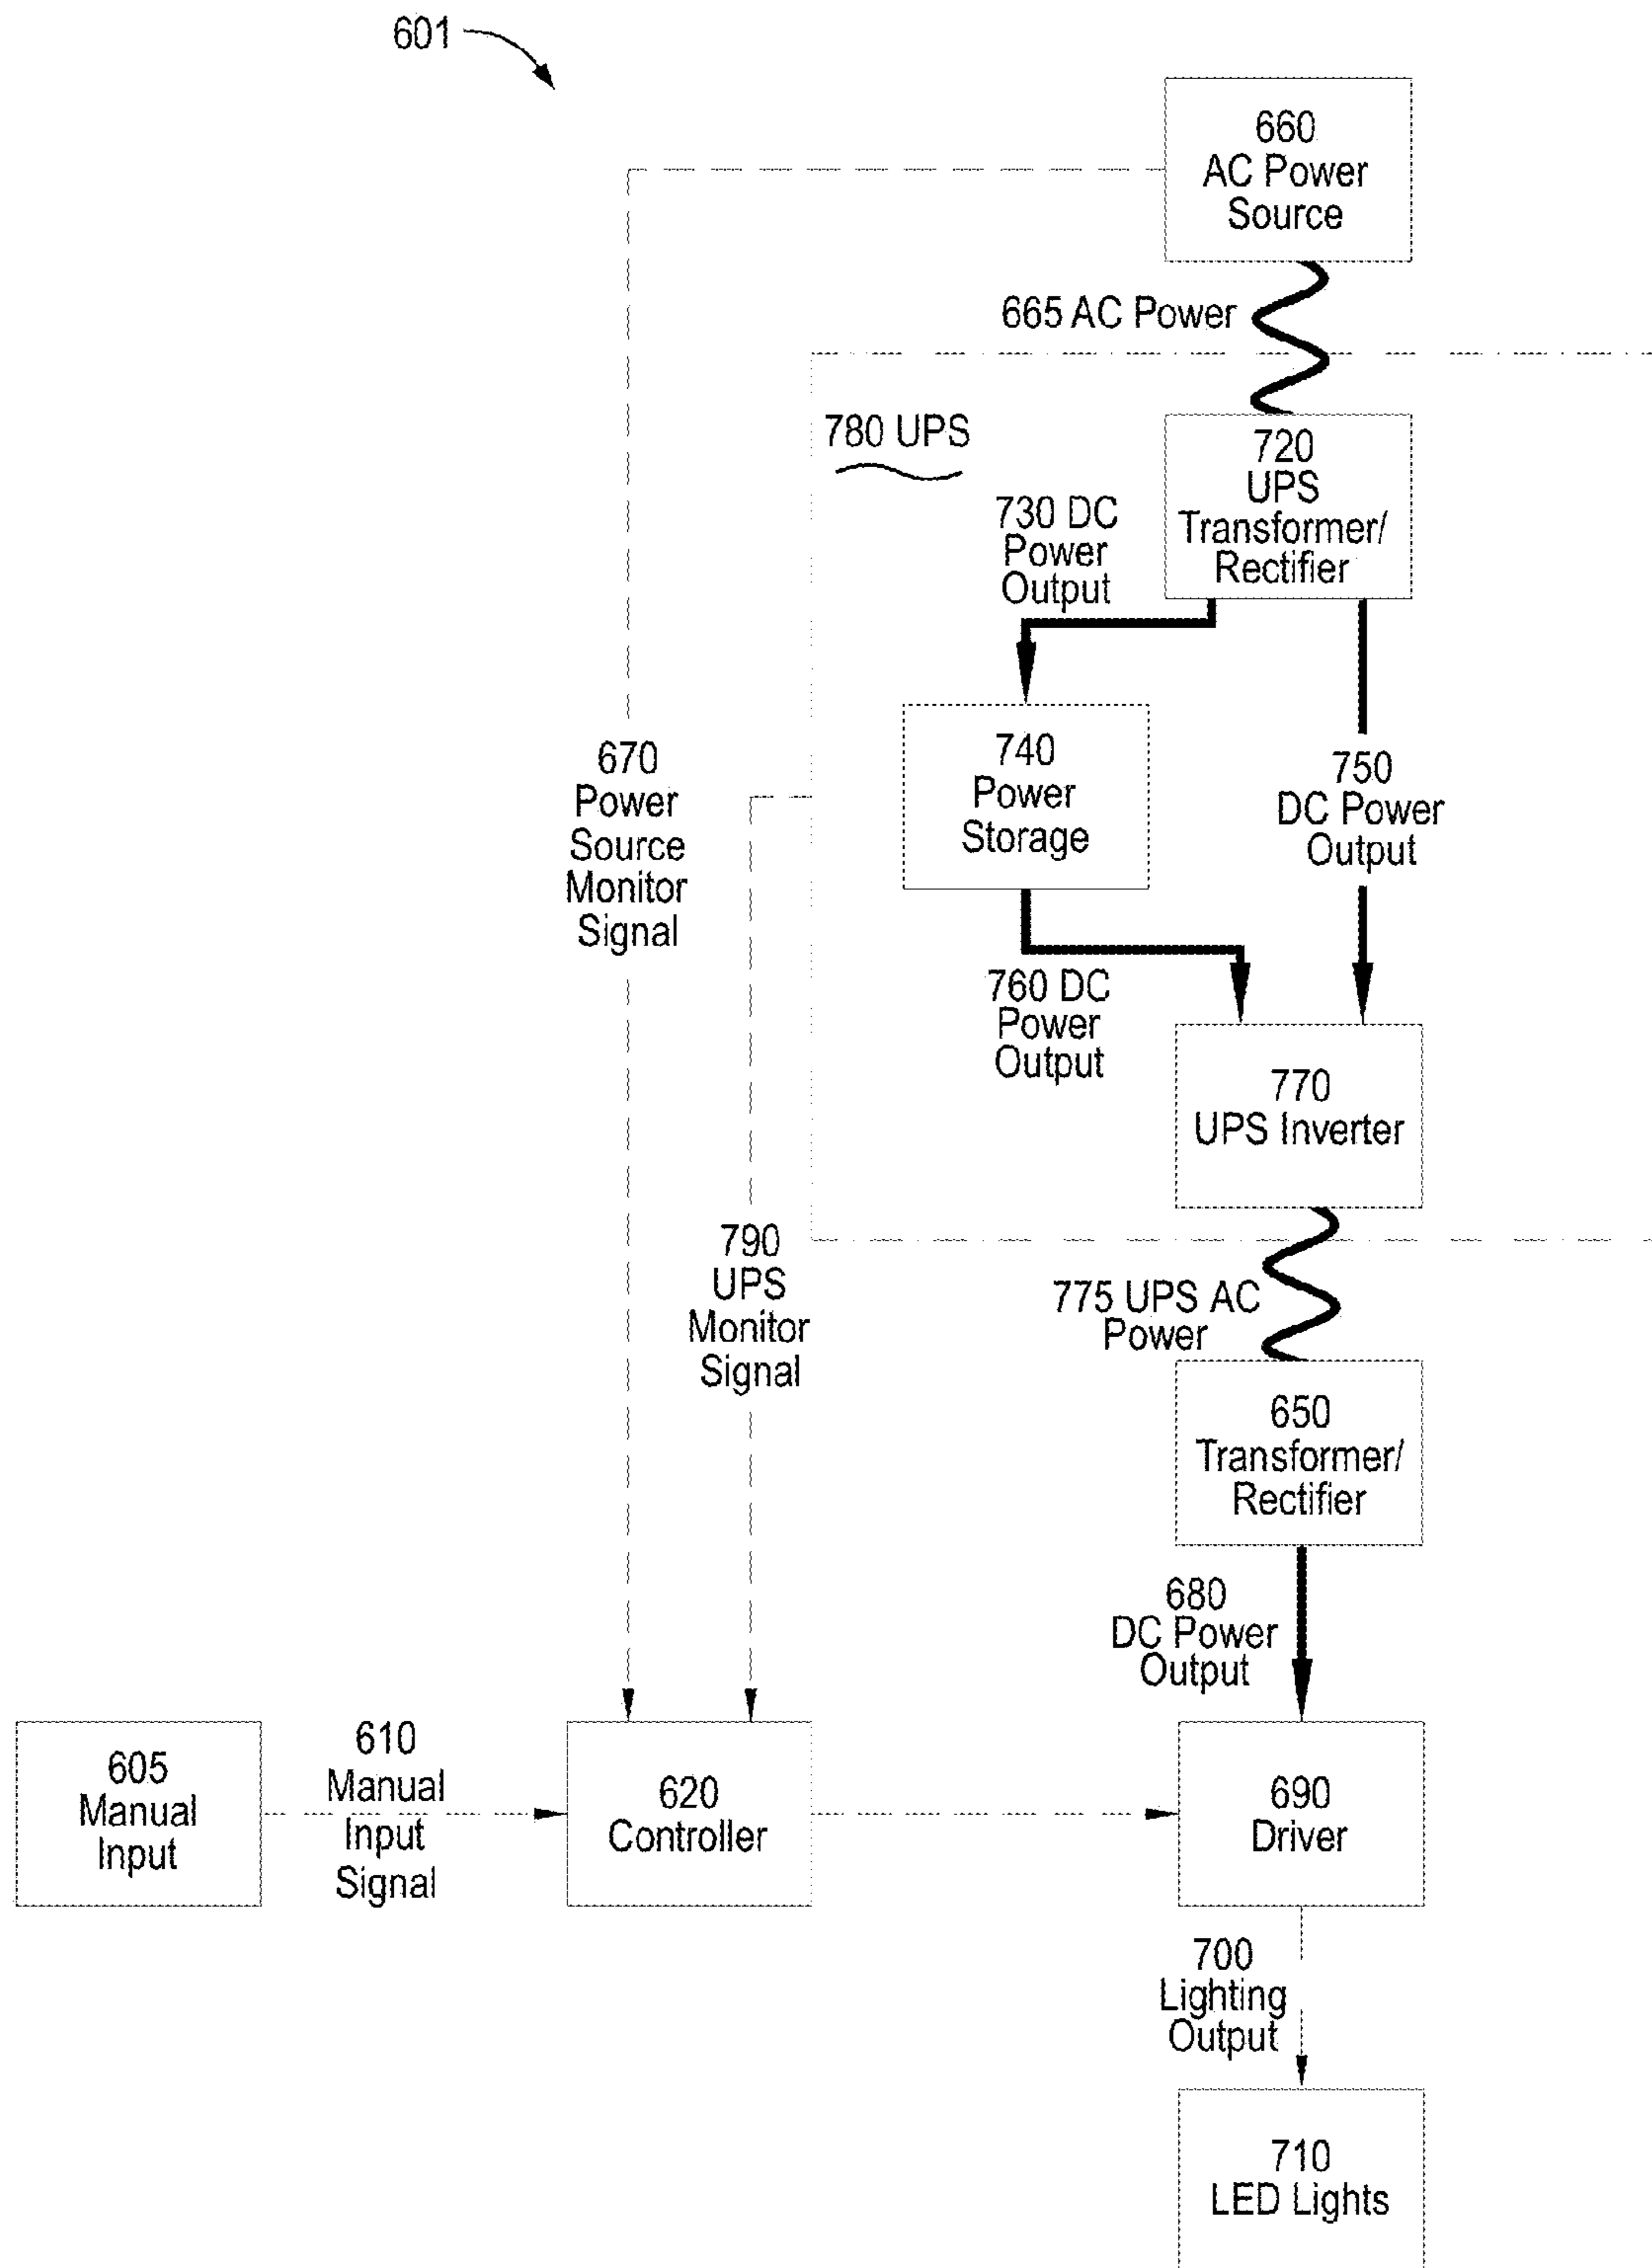 601
660
AC Power
Source
665 AC Power
780 UPS
720
UPS
Transformer/
Rectifier
730 DC
Power
Output
740
Power
Storage
750
DC Power
Output
670
Power
Source
Monitor
Signal
760 DC
Power
Output
770
UPS Inverter
790
UPS
Monitor
Signal
775 UPS AC
Power
650
Transformer/
Rectifier
680
DC Power
Output
605
Manual
Input
610
Manual
Input
Signal
620
Controller
690
Driver
700
Lighting
Output
710
LED Lights